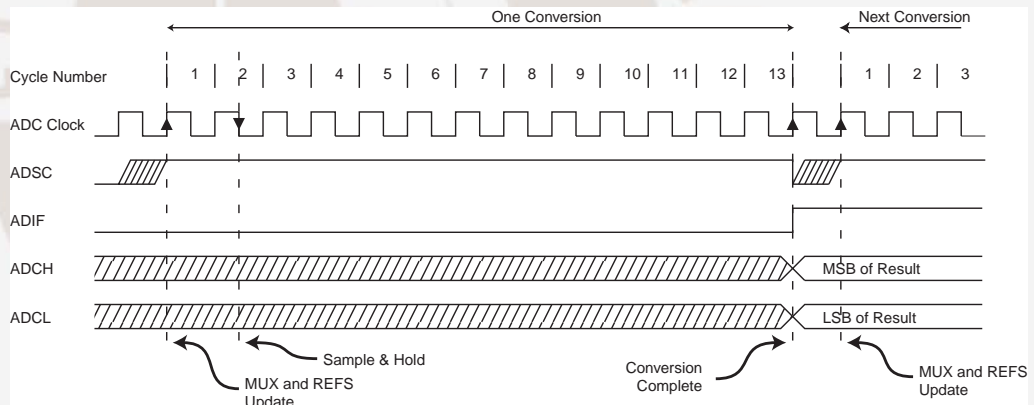 One Conversion
Next Conversion
Cycle Number 1 2 3 4 5 6 7 8 9 10 11 12 13 1 2 3
ADC Clock
ADSC
ADIF
ADCH MSB of Result
ADCL LSB of Result
Sample & Hold
MUX and REFS
Update
Conversion
Complete
MUX and REFS
Update